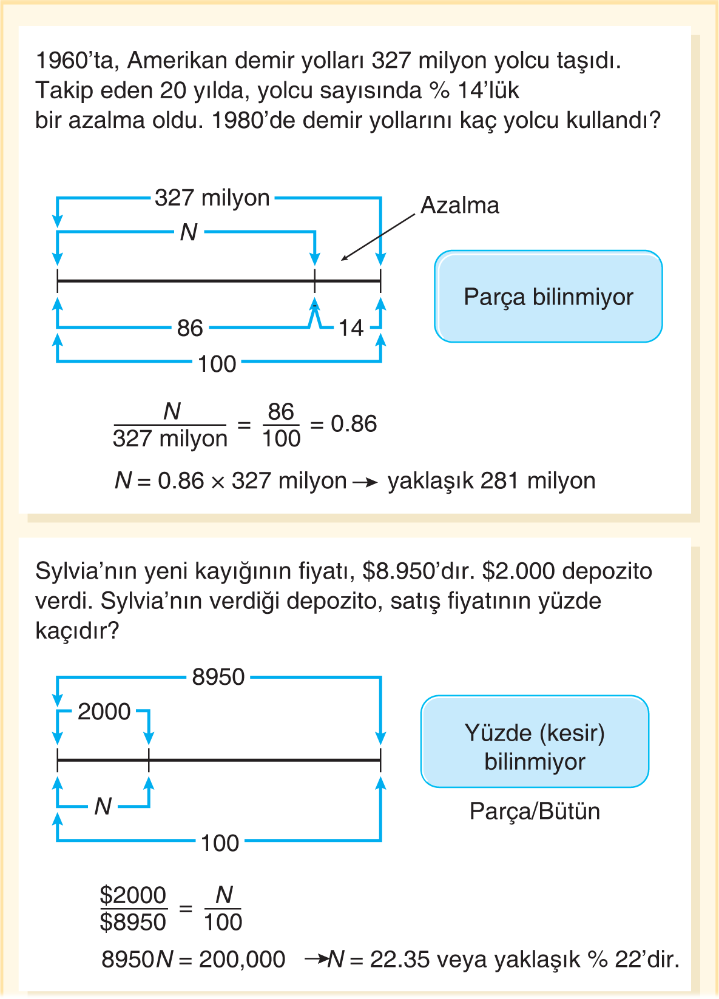 1960’ta, Amerikan demir yolları 327 milyon yolcu taşıdı.
Takip eden 20 yılda, yolcu sayısında % 14’lük
bir azalma oldu. 1980’de demir yollarını kaç yolcu kullandı?
327 milyon
Azalma
N
Parça bilinmiyor
86
14
100
N / 327 milyon = 86 / 100 = 0.86
N = 0.86 × 327 milyon → yaklaşık 281 milyon
Sylvia’nın yeni kayığının fiyatı, $8.950’dır. $2.000 depozito
verdi. Sylvia’nın verdiği depozito, satış fiyatının yüzde
kaçıdır?
8950
2000
Yüzde (kesir)
bilinmiyor
N
Parça/Bütün
100
$2000 / $8950 = N / 100
8950N = 200,000 → N = 22.35 veya yaklaşık % 22’dir.